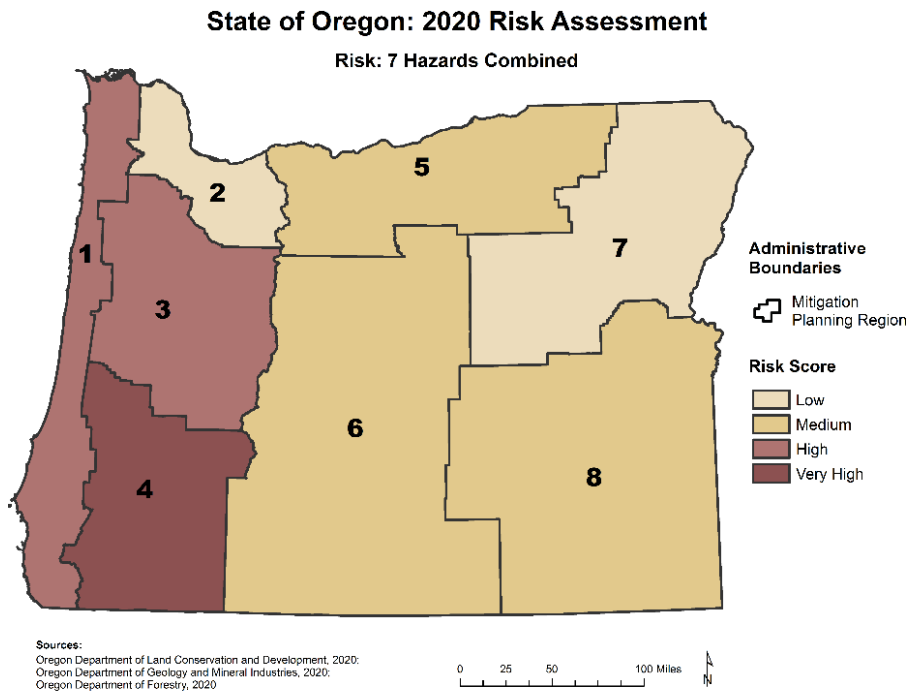 State of Oregon: 2020 Risk Assessment
Risk: 7 Hazards Combined
5
2
1
7
3
6
4
8
Administrative
Boundaries
Mitigation
Planning Region
Risk Score
Low
Medium
High
Very High
Sources:
Oregon Department of Land Conservation and Development, 2020:
Oregon Department of Geology and Mineral Industries, 2020:
Oregon Department of Forestry, 2020
0 25 50 100 Miles
N